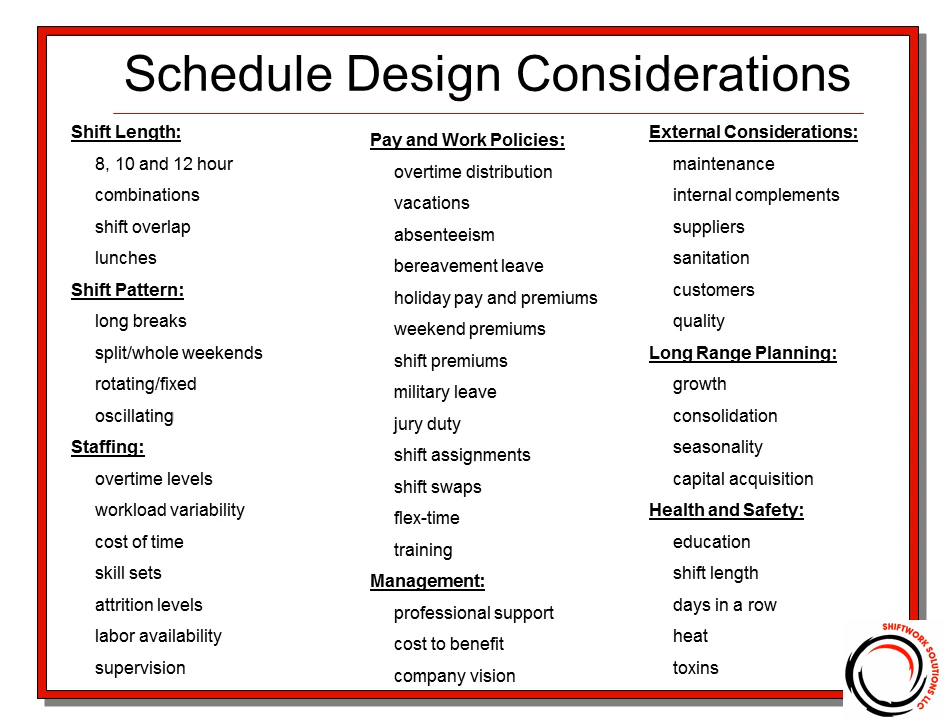 Schedule Design Considerations
Shift Length:
8, 10 and 12 hour
combinations
shift overlap
lunches
Shift Pattern:
long breaks
split/whole weekends
rotating/fixed
oscillating
Staffing:
overtime levels
workload variability
cost of time
skill sets
attrition levels
labor availability
supervision
Pay and Work Policies:
overtime distribution
vacations
absenteeism
bereavement leave
holiday pay and premiums
weekend premiums
shift premiums
military leave
jury duty
shift assignments
shift swaps
flex-time
training
Management:
professional support
cost to benefit
company vision
External Considerations:
maintenance
internal complements
suppliers
sanitation
customers
quality
Long Range Planning:
growth
consolidation
seasonality
capital acquisition
Health and Safety:
education
shift length
days in a row
heat
toxins
SHIFTWORK SOLUTIONS LLC